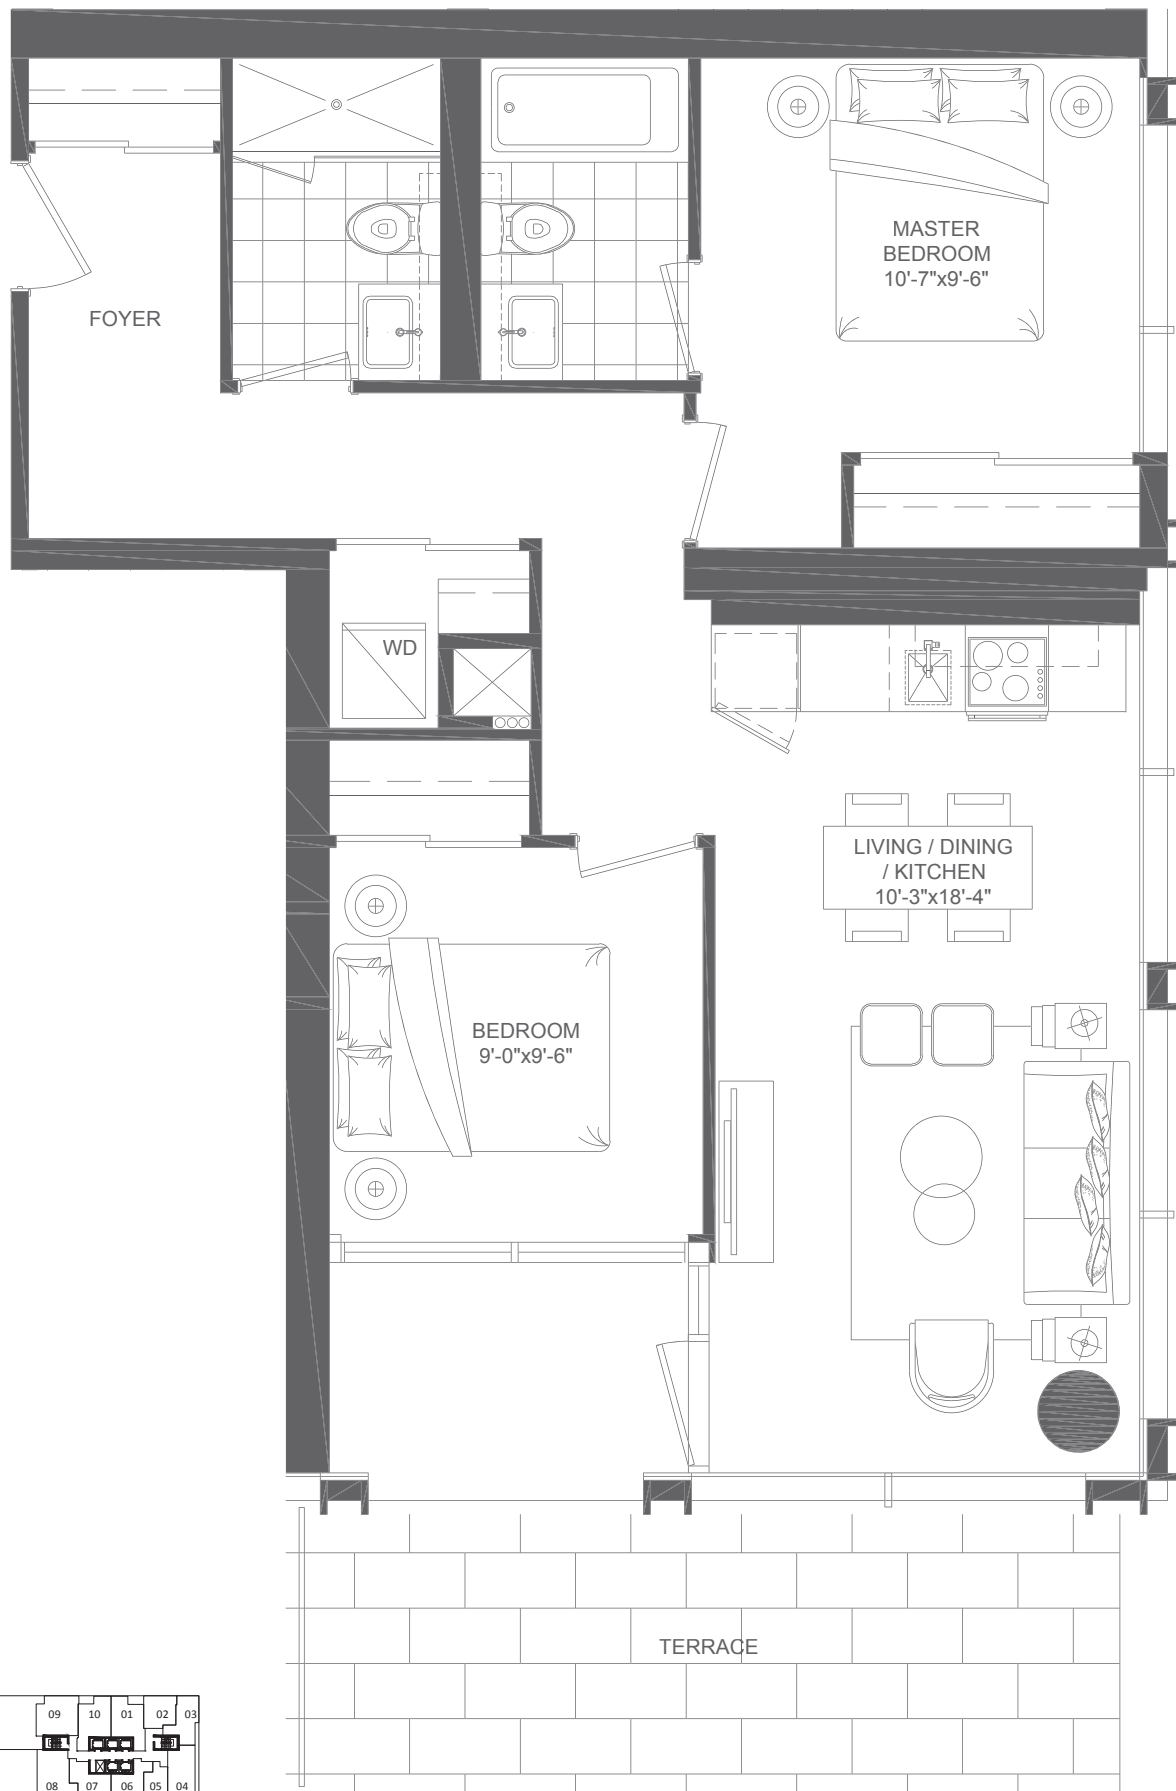 MASTER
BEDROOM
10'-7"x9'-6"
FOYER
WD
LIVING / DINING
/ KITCHEN
10'-3"x18'-4"
BEDROOM
9'-0"x9'-6"
TERRACE
09 10 01 02 03
08 07 06 05 04